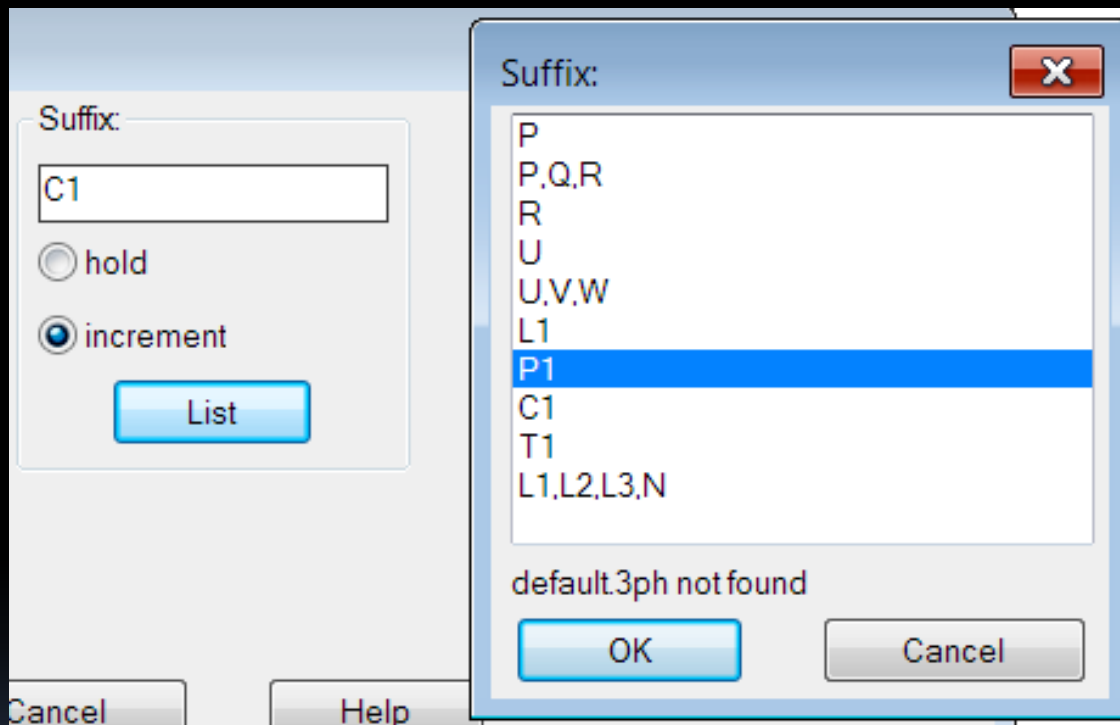 Suffix:
C1
hold
increment
List
Cancel
Help
Suffix:
P
P,Q,R
R
U
U,V,W
L1
P1
C1
T1
L1,L2,L3,N
default.3ph not found
OK
Cancel